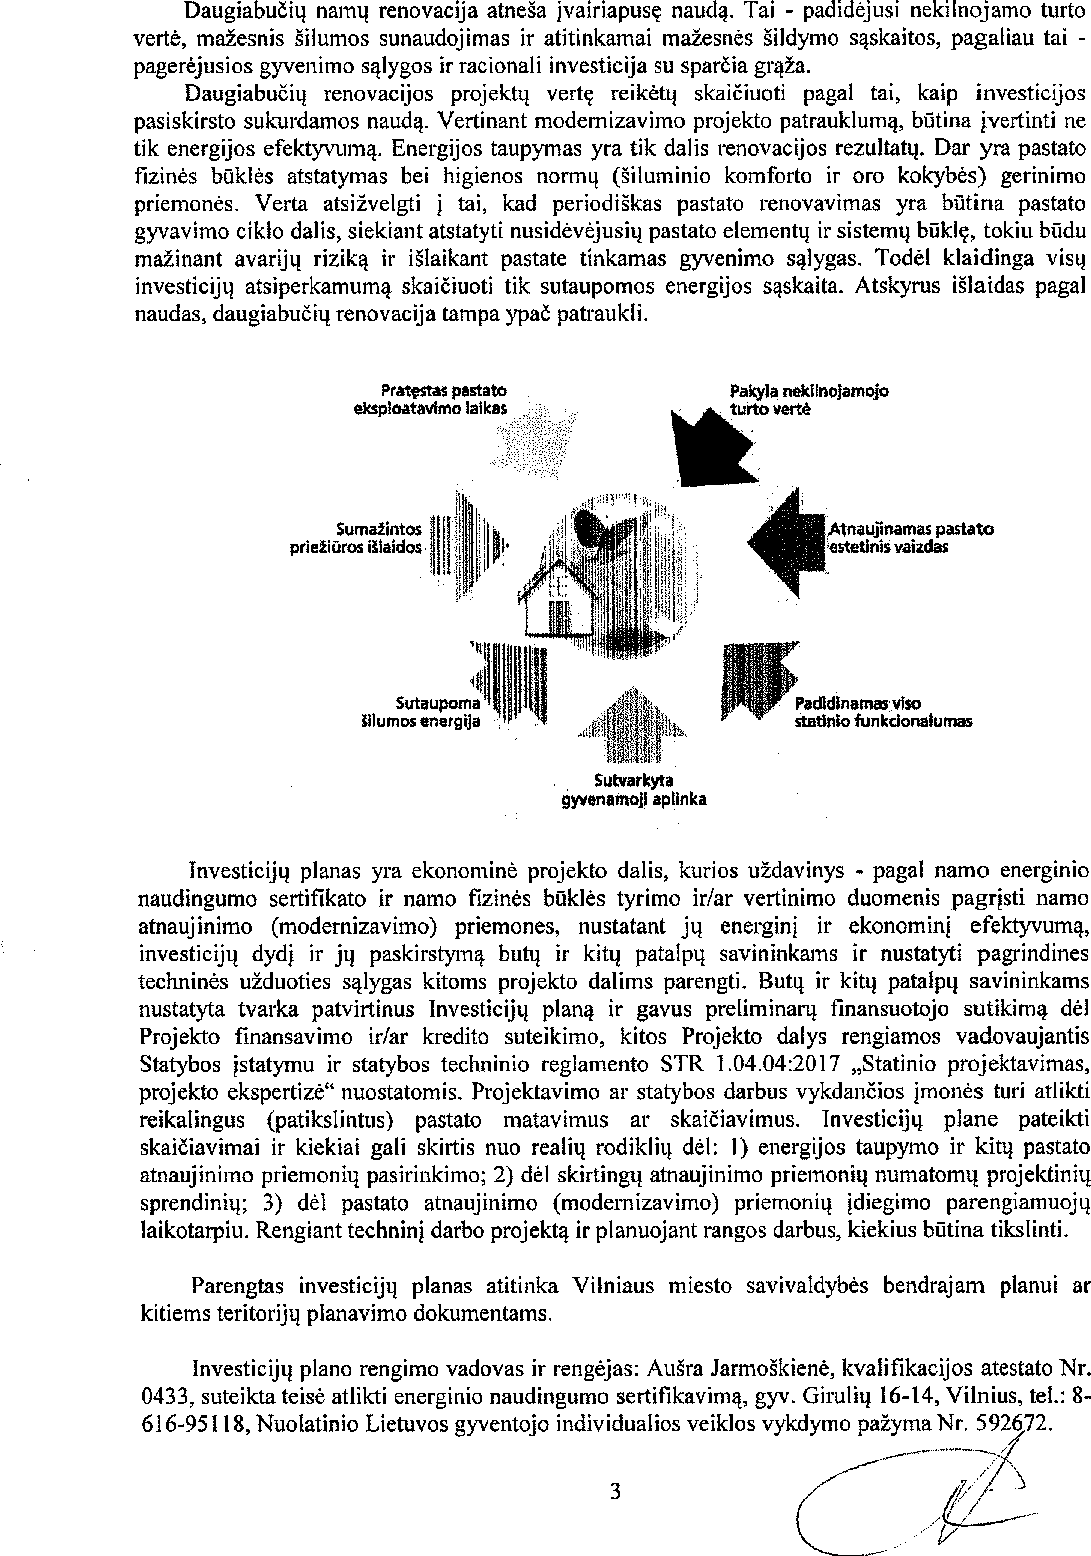 Daugiabučių namų renovacija atneša įvairiapusę naudą. Tai - padidėjusi nekilnojamo turto
vertė, mažesnis šilumos sunaudojimas ir atitinkamai mažesnės šildymo sąskaitos, pagaliau tai -
pagerėjusios gyvenimo sąlygos ir racionali investicija su sparčia grąža.
Daugiabučių renovacijos projektų vertę reikėtų skaičiuoti pagal tai, kaip investicijos
pasiskirsto sukurdamos naudą. Vertinant modernizavimo projekto patrauklumą, būtina įvertinti ne
tik energijos efektyvumą. Energijos taupymas yra tik dalis renovacijos rezultatų. Dar yra pastato
fizinės būklės atstatymas bei higienos normų (šiluminio komforto ir oro kokybės) gerinimo
priemonės. Verta atsižvelgti į tai, kad periodiškas pastato renovavimas yra būtina pastato
gyvavimo ciklo dalis, siekiant atstatyti nusidėvėjusių pastato elementų ir sistemų būklę, tokiu būdu
mažinant avarijų riziką ir išlaikant pastate tinkamas gyvenimo sąlygas. Todėl klaidinga visų
investicijų atsiperkamumą skaičiuoti tik sutaupomos energijos sąskaita. Atskyrus išlaidas pagal
naudas, daugiabučių renovacija tampa ypač patraukli.
Pratęstas pastato
eksploatavimo laikas
Pakyla nekilnojamojo
turto vertė
Sumažintos
priežiūros išlaidos
Atnaujinamas pastato
estetinis vaizdas
Sutaupoma
šilumos energija
Padidinamas viso
statinio funkcionalumas
Sutvarkyta
gyvenamoji aplinka
Investicijų planas yra ekonominė projekto dalis, kurios uždavinys - pagal namo energinio
naudingumo sertifikato ir namo fizinės būklės tyrimo ir/ar vertinimo duomenis pagrįsti namo
atnaujinimo (modernizavimo) priemones, nustatant jų energinį ir ekonominį efektyvumą,
investicijų dydį ir jų paskirstymą butų ir kitų patalpų savininkams ir nustatyti pagrindines
techninės užduoties sąlygas kitoms projekto dalims parengti. Butų ir kitų patalpų savininkams
nustatyta tvarka patvirtinus Investicijų planą ir gavus preliminarų finansuotojo sutikimą dėl
Projekto finansavimo ir/ar kredito suteikimo, kitos Projekto dalys rengiamos vadovaujantis
Statybos įstatymu ir statybos techninio reglamento STR 1.04.04:2017 „Statinio projektavimas,
projekto ekspertizė“ nuostatomis. Projektavimo ar statybos darbus vykdančios įmonės turi atlikti
reikalingus (patikslintus) pastato matavimus ar skaičiavimus. Investicijų plane pateikti
skaičiavimai ir kiekiai gali skirtis nuo realių rodiklių dėl: 1) energijos taupymo ir kitų pastato
atnaujinimo priemonių pasirinkimo; 2) dėl skirtingų atnaujinimo priemonių numatomų projektinių
sprendinių; 3) dėl pastato atnaujinimo (modernizavimo) priemonių įdiegimo parengiamuojų
laikotarpiu. Rengiant techninį darbo projektą ir planuojant rangos darbus, kiekius būtina tikslinti.
Parengtas investicijų planas atitinka Vilniaus miesto savivaldybės bendrajam planui ar
kitiems teritorijų planavimo dokumentams.
Investicijų plano rengimo vadovas ir rengėjas: Aušra Jarmoškienė, kvalifikacijos atestato Nr.
0433, suteikta teisė atlikti energinio naudingumo sertifikavimą, gyv. Girulių 16-14, Vilnius, tel.: 8-
616-95118, Nuolatinio Lietuvos gyventojo individualios veiklos vykdymo pažyma Nr. 592672.
3